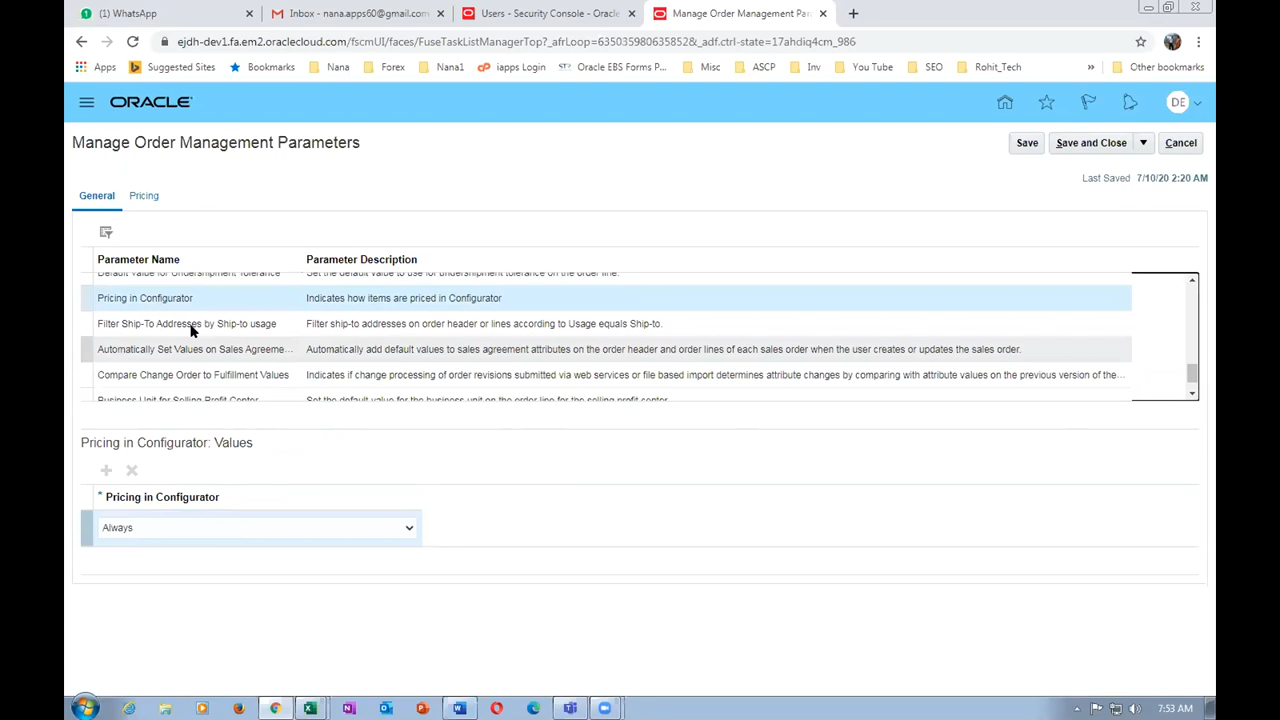 (1) WhatsApp
Inbox - nana.apps60@gmail.com
Users - Security Console - Oracle
Manage Order Management Par
ejdh-dev1.fa.em2.oraclecloud.com/fscmUI/faces/FuseTaskListManagerTop?_afrLoop=6350359806358​52&_adf.ctrl-state=17ahdiq4cm_986
Apps
Suggested Sites
Bookmarks
Nana
Forex
Nana1
iapps Login
Oracle EBS Forms P...
Misc
ASCP
Inv
You Tube
SEO
Rohit_Tech
»
Other bookmarks
ORACLE
DE
Manage Order Management Parameters
Save
Save and Close
Cancel
Last Saved 7/10/20 2:20 AM
General
Pricing
Parameter Name
Parameter Description
Default Value for Undershipment Tolerance
Set the default value to use for undershipment tolerance on the order line.
Pricing in Configurator
Indicates how items are priced in Configurator
Filter Ship-To Addresses by Ship-to usage
Filter ship-to addresses on order header or lines according to Usage equals Ship-to.
Automatically Set Values on Sales Agreeme...
Automatically add default values to sales agreement attributes on the order header and order lines of each sales order when the user creates or updates the sales order.
Compare Change Order to Fulfillment Values
Indicates if change processing of order revisions submitted via web services or file based import determines attribute changes by comparing with attribute values on the previous version of the...
Business Unit for Selling Profit Center
Set the default value for the business unit on the order line for the selling profit center.
Pricing in Configurator: Values
* Pricing in Configurator
Always
7:53 AM